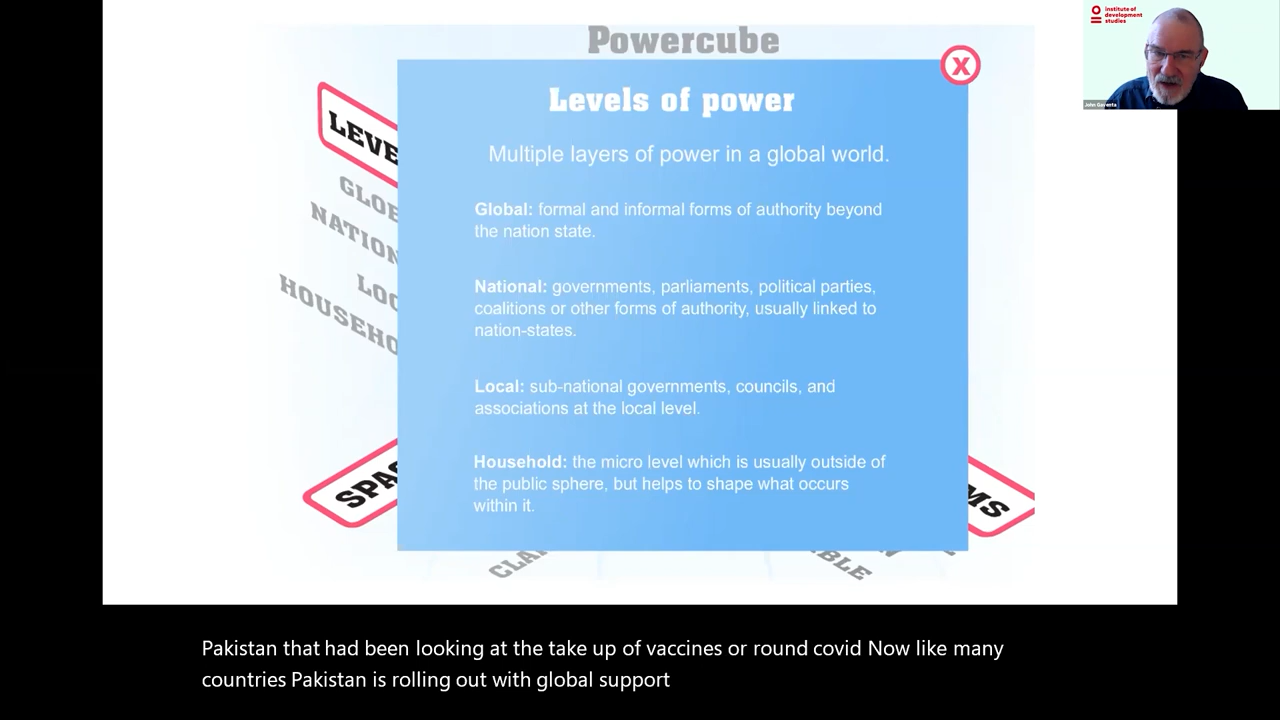 Powercube
institute of
development
studies
John Gaventa
X
Levels of power
LEVE
Multiple layers of power in a global world.
GLOB
Global: formal and informal forms of authority beyond
the nation state.
NATION
National: governments, parliaments, political parties,
coalitions or other forms of authority, usually linked to
nation-states.
LOC
HOUSEHO
Local: sub-national governments, councils, and
associations at the local level.
Household: the micro level which is usually outside of
the public sphere, but helps to shape what occurs
within it.
SPAC
MS
CLAI
BLE
Pakistan that had been looking at the take up of vaccines or round covid Now like many
countries Pakistan is rolling out with global support